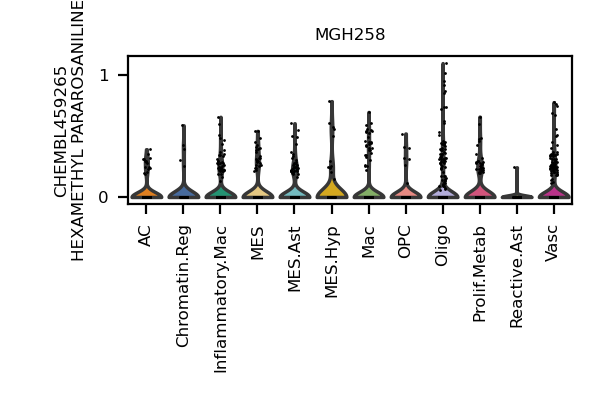 MGH258
CHEMBL459265
HEXAMETHYL PARAROSANILINE
1
0
AC
Chromatin.Reg
Inflammatory.Mac
MES
MES.Ast
MES.Hyp
Mac
OPC
Oligo
Prolif.Metab
Reactive.Ast
Vasc